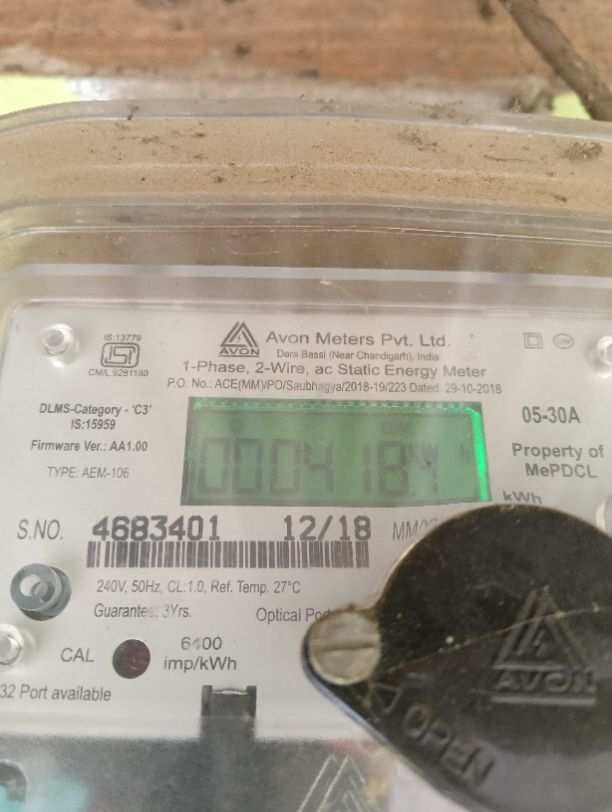 IS:13779
ISI
CM/L:9281180
AVON
Avon Meters Pvt. Ltd.
Dera Bassi (Near Chandigarh), India
1-Phase, 2-Wire, ac Static Energy Meter
P.O. No.: ACE(MM)/PO/Saubhagya/2018-19/223 Dated: 29-10-2018
DLMS-Category - 'C3'
IS:15959
Firmware Ver.: AA1.00
TYPE: AEM-106
000418.1 kW h
05-30A
Property of
MePDCL
kWh
S.NO. 4683401 12/18 MM/
240V, 50Hz, CL:1.0, Ref. Temp. 27°C
Guarantee: 3Yrs.
Optical Port
CAL
6400
imp/kWh
32 Port available
AVON
OPEN